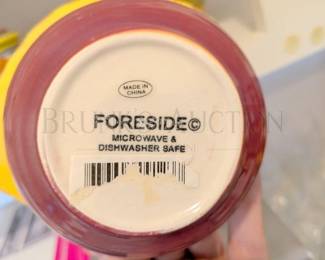 MADE IN
CHINA
FORESIDE©
MICROWAVE &
DISHWASHER SAFE